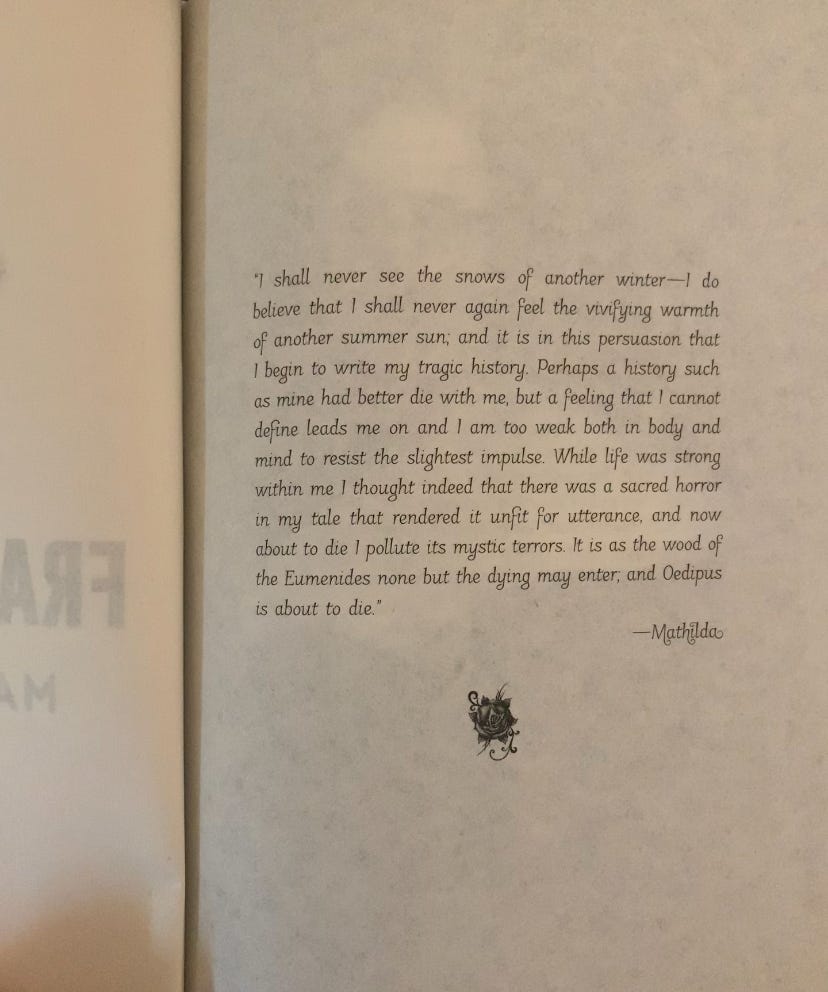 FRA
MA
"I shall never see the snows of another winter—I do
believe that I shall never again feel the vivifying warmth
of another summer sun; and it is in this persuasion that
I begin to write my tragic history. Perhaps a history such
as mine had better die with me, but a feeling that I cannot
define leads me on and I am too weak both in body and
mind to resist the slightest impulse. While life was strong
within me I thought indeed that there was a sacred horror
in my tale that rendered it unfit for utterance, and now
about to die I pollute its mystic terrors. It is as the wood of
the Eumenides none but the dying may enter; and Oedipus
is about to die."
—Mathilda